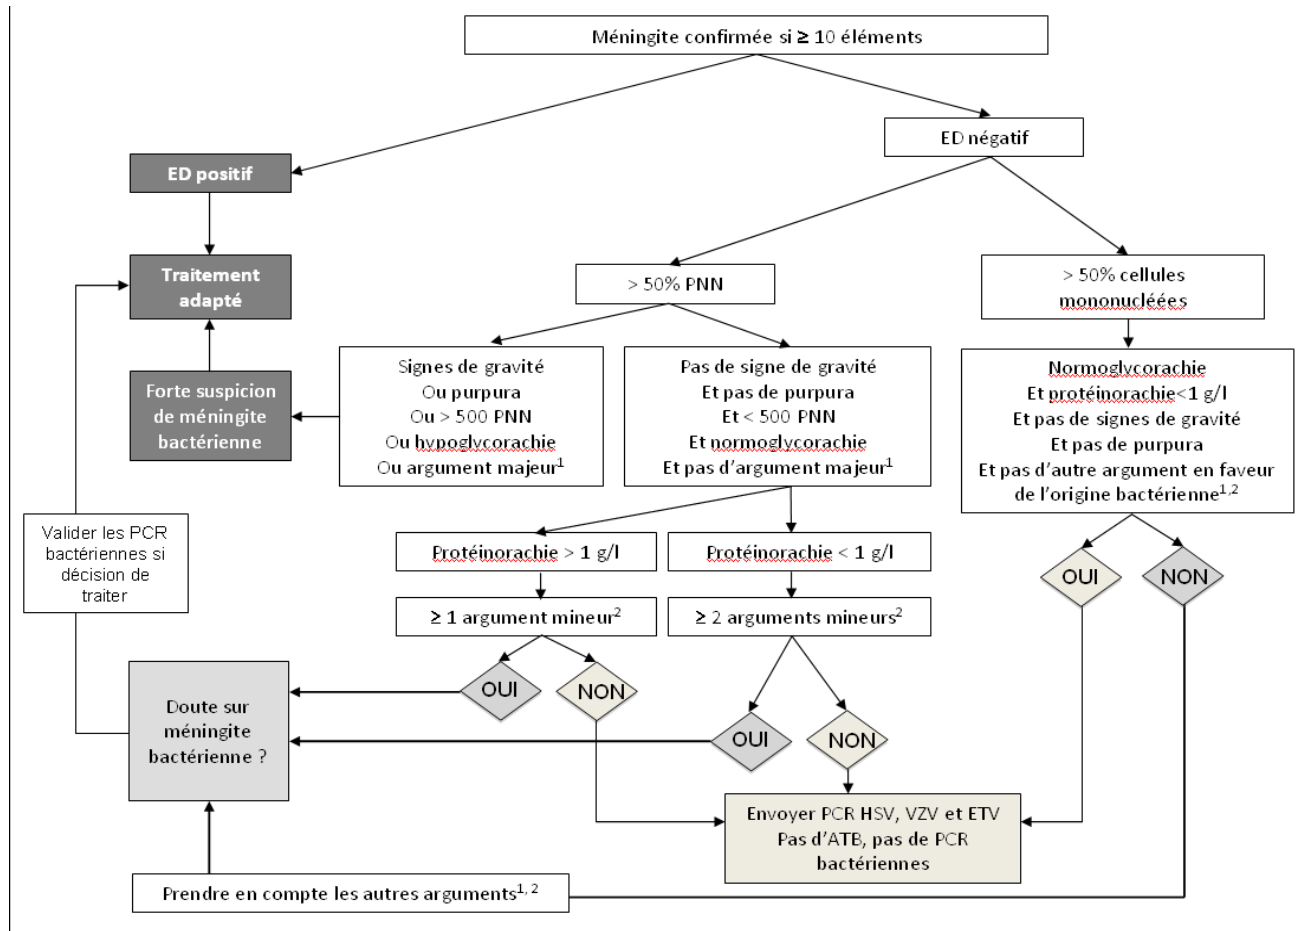 Méningite confirmée si ≥ 10 éléments
ED négatif
ED positif
Traitement
adapté
> 50% PNN
> 50% cellules
mononucléées
Signes de gravité
Ou purpura
Ou > 500 PNN
Ou hypoglycorachie
Ou argument majeur¹
Pas de signe de gravité
Et pas de purpura
Et < 500 PNN
Et normoglycorachie
Et pas d'argument majeur¹
Normoglycorachie
Et protéinorachie<1 g/l
Et pas de signes de gravité
Et pas de purpura
Et pas d'autre argument en faveur
de l'origine bactérienne¹,²
Forte suspicion
de méningite
bactérienne
Valider les PCR
bactériennes si
décision de
traiter
Protéinorachie > 1 g/l
Protéinorachie < 1 g/l
OUI
NON
≥ 1 argument mineur²
≥ 2 arguments mineurs²
OUI
NON
OUI
NON
Doute sur
méningite
bactérienne ?
Envoyer PCR HSV, VZV et ETV
Pas d'ATB, pas de PCR
bactériennes
Prendre en compte les autres arguments¹,²